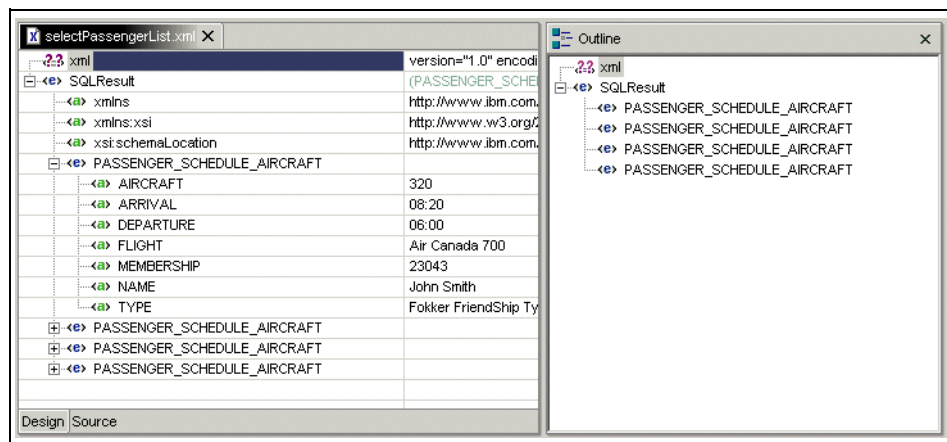 selectPassengerList.xml
xml version="1.0" encodi
SQLResult (PASSENGER_SCHE
xmlns http://www.ibm.com.
xmlns:xsi http://www.w3.org/2
xsi:schemaLocation http://www.ibm.com.
PASSENGER_SCHEDULE_AIRCRAFT
AIRCRAFT 320
ARRIVAL 08:20
DEPARTURE 06:00
FLIGHT Air Canada 700
MEMBERSHIP 23043
NAME John Smith
TYPE Fokker FriendShip Ty
PASSENGER_SCHEDULE_AIRCRAFT
PASSENGER_SCHEDULE_AIRCRAFT
PASSENGER_SCHEDULE_AIRCRAFT
Design Source
Outline
xml
SQLResult
PASSENGER_SCHEDULE_AIRCRAFT
PASSENGER_SCHEDULE_AIRCRAFT
PASSENGER_SCHEDULE_AIRCRAFT
PASSENGER_SCHEDULE_AIRCRAFT